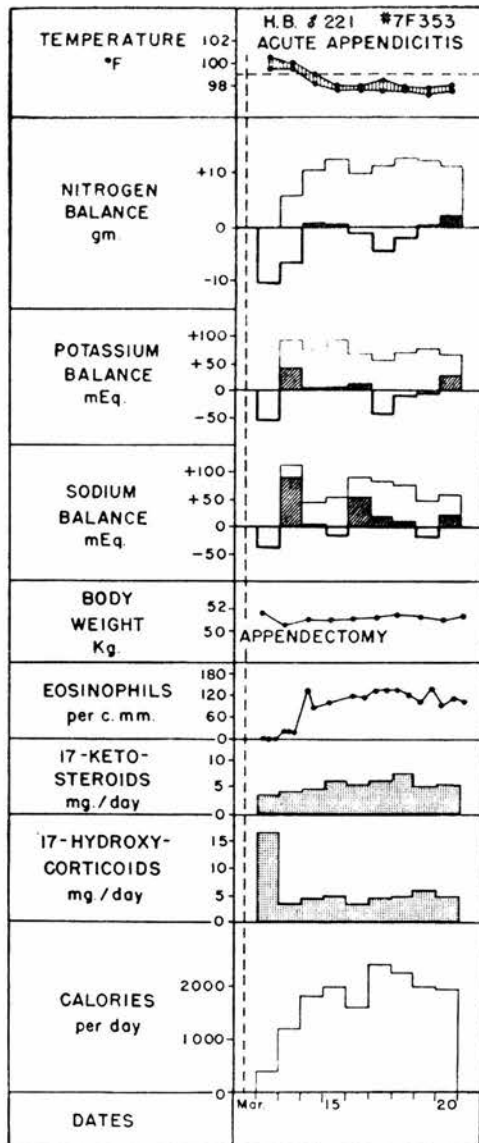 H.B. ♂ 221 #7F353
ACUTE APPENDICITIS
TEMPERATURE
°F
102
100
98
NITROGEN
BALANCE
gm.
+10
0
-10
POTASSIUM
BALANCE
mEq.
+100
+50
0
-50
SODIUM
BALANCE
mEq.
+100
+50
0
-50
BODY
WEIGHT
Kg.
52
50
APPENDECTOMY
EOSINOPHILS
per c. mm.
180
120
60
0
17-KETO-
STEROIDS
mg./day
10
5
0
17-HYDROXY-
CORTICOIDS
mg./day
15
10
5
0
CALORIES
per day
2000
1000
0
DATES
Mar. 15 20